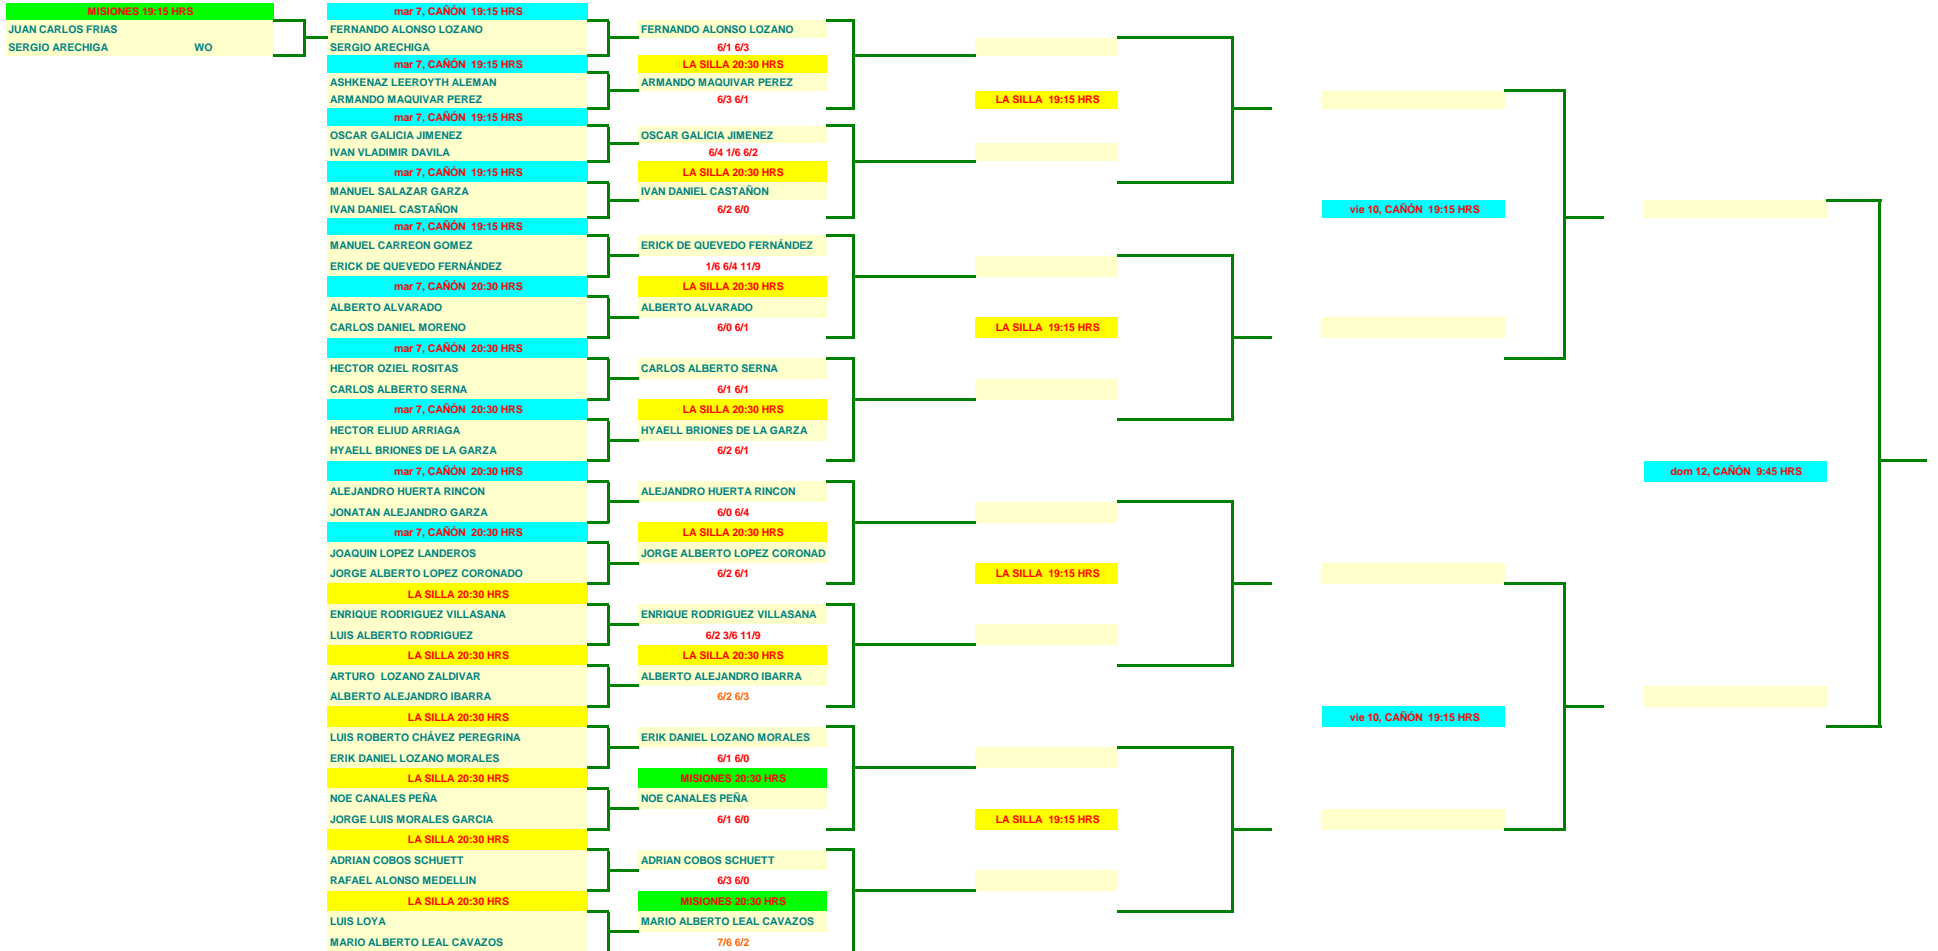 MISIONES 19:15 HRS
JUAN CARLOS FRIAS
SERGIO ARECHIGA WO
mar 7, CAÑÓN 19:15 HRS
FERNANDO ALONSO LOZANO
SERGIO ARECHIGA
mar 7, CAÑÓN 19:15 HRS
ASHKENAZ LEEROYTH ALEMAN
ARMANDO MAQUIVAR PEREZ
mar 7, CAÑÓN 19:15 HRS
OSCAR GALICIA JIMENEZ
IVAN VLADIMIR DAVILA
mar 7, CAÑÓN 19:15 HRS
MANUEL SALAZAR GARZA
IVAN DANIEL CASTAÑON
mar 7, CAÑÓN 19:15 HRS
MANUEL CARREON GOMEZ
ERICK DE QUEVEDO FERNÁNDEZ
mar 7, CAÑÓN 20:30 HRS
ALBERTO ALVARADO
CARLOS DANIEL MORENO
mar 7, CAÑÓN 20:30 HRS
HECTOR OZIEL ROSITAS
CARLOS ALBERTO SERNA
mar 7, CAÑÓN 20:30 HRS
HECTOR ELIUD ARRIAGA
HYAELL BRIONES DE LA GARZA
mar 7, CAÑÓN 20:30 HRS
ALEJANDRO HUERTA RINCON
JONATAN ALEJANDRO GARZA
mar 7, CAÑÓN 20:30 HRS
JOAQUIN LOPEZ LANDEROS
JORGE ALBERTO LOPEZ CORONADO
LA SILLA 20:30 HRS
ENRIQUE RODRIGUEZ VILLASANA
LUIS ALBERTO RODRIGUEZ
LA SILLA 20:30 HRS
ARTURO LOZANO ZALDIVAR
ALBERTO ALEJANDRO IBARRA
LA SILLA 20:30 HRS
LUIS ROBERTO CHÁVEZ PEREGRINA
ERIK DANIEL LOZANO MORALES
LA SILLA 20:30 HRS
NOE CANALES PEÑA
JORGE LUIS MORALES GARCIA
LA SILLA 20:30 HRS
ADRIAN COBOS SCHUETT
RAFAEL ALONSO MEDELLIN
LA SILLA 20:30 HRS
LUIS LOYA
MARIO ALBERTO LEAL CAVAZOS
FERNANDO ALONSO LOZANO
6/1 6/3
LA SILLA 20:30 HRS
ARMANDO MAQUIVAR PEREZ
6/3 6/1
OSCAR GALICIA JIMENEZ
6/4 1/6 6/2
LA SILLA 20:30 HRS
IVAN DANIEL CASTAÑON
6/2 6/0
ERICK DE QUEVEDO FERNÁNDEZ
1/6 6/4 11/9
LA SILLA 20:30 HRS
ALBERTO ALVARADO
6/0 6/1
CARLOS ALBERTO SERNA
6/1 6/1
LA SILLA 20:30 HRS
HYAELL BRIONES DE LA GARZA
6/2 6/1
ALEJANDRO HUERTA RINCON
6/0 6/4
LA SILLA 20:30 HRS
JORGE ALBERTO LOPEZ CORONAD
6/2 6/1
ENRIQUE RODRIGUEZ VILLASANA
6/2 3/6 11/9
LA SILLA 20:30 HRS
ALBERTO ALEJANDRO IBARRA
6/2 6/3
ERIK DANIEL LOZANO MORALES
6/1 6/0
MISIONES 20:30 HRS
NOE CANALES PEÑA
6/1 6/0
ADRIAN COBOS SCHUETT
6/3 6/0
MISIONES 20:30 HRS
MARIO ALBERTO LEAL CAVAZOS
7/6 6/2
LA SILLA 19:15 HRS
LA SILLA 19:15 HRS
LA SILLA 19:15 HRS
LA SILLA 19:15 HRS
vie 10, CAÑÓN 19:15 HRS
vie 10, CAÑÓN 19:15 HRS
dom 12, CAÑÓN 9:45 HRS